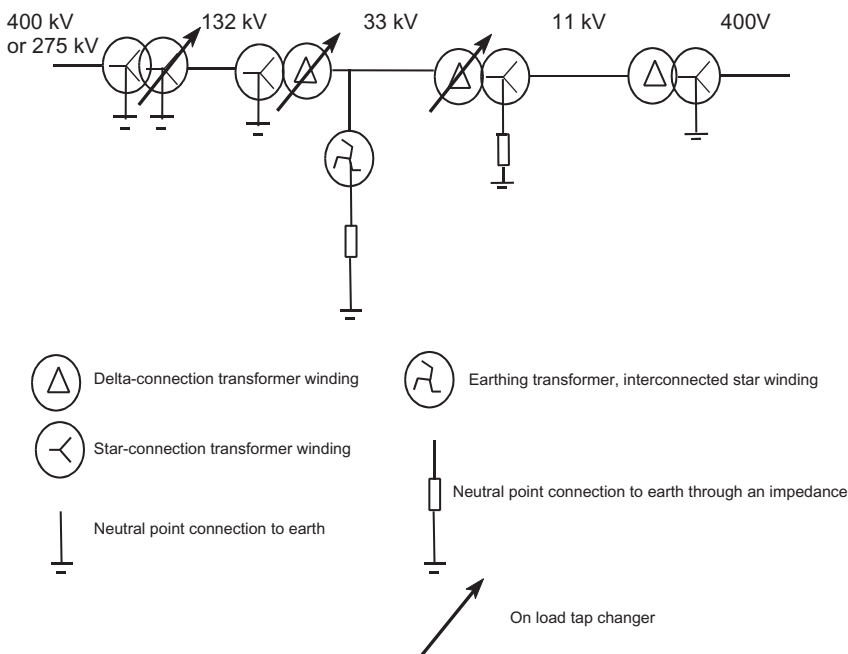 400 kV
or 275 kV
132 kV
33 kV
11 kV
400V
Delta-connection transformer winding
Earthing transformer, interconnected star winding
Star-connection transformer winding
Neutral point connection to earth through an impedance
Neutral point connection to earth
On load tap changer